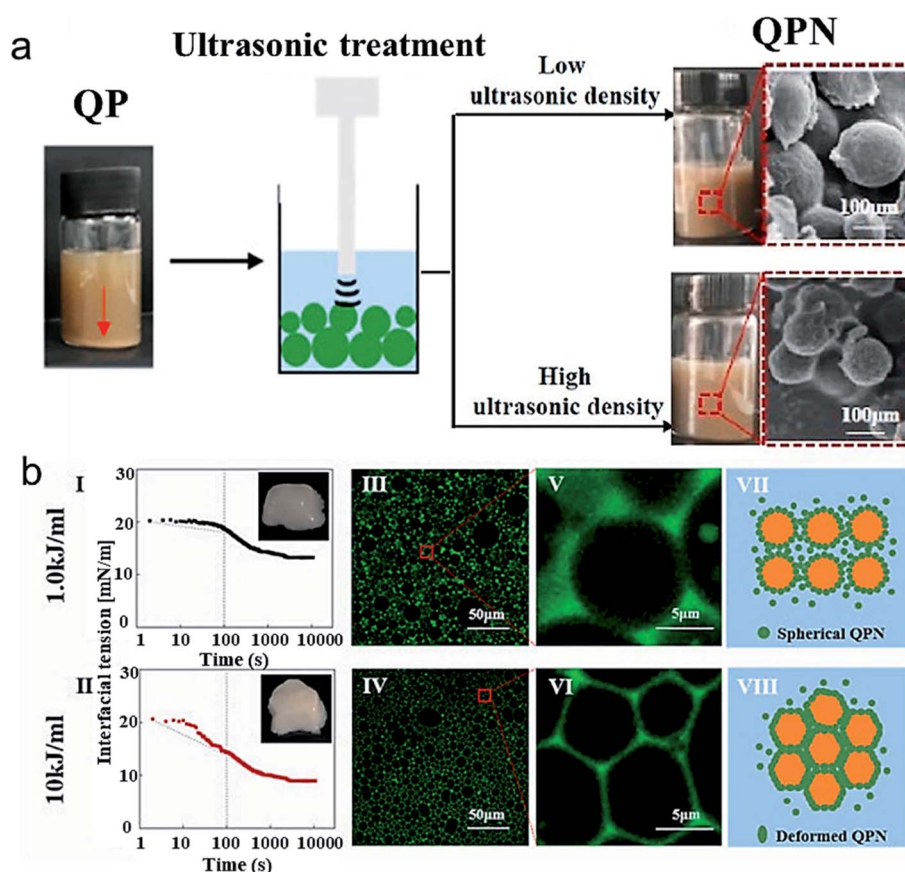 a
Ultrasonic treatment
QPN
QP
Low
ultrasonic density
100μm
High
ultrasonic density
100μm
b
I
1.0kJ/ml
Interfacial tension [mN/m]
30
20
10
0
1 10 100 1000 10000
Time (s)
III
50μm
V
5μm
VII
Spherical QPN
II
10kJ/ml
30
20
10
0
1 10 100 1000 10000
Time (s)
IV
50μm
VI
5μm
VIII
Deformed QPN